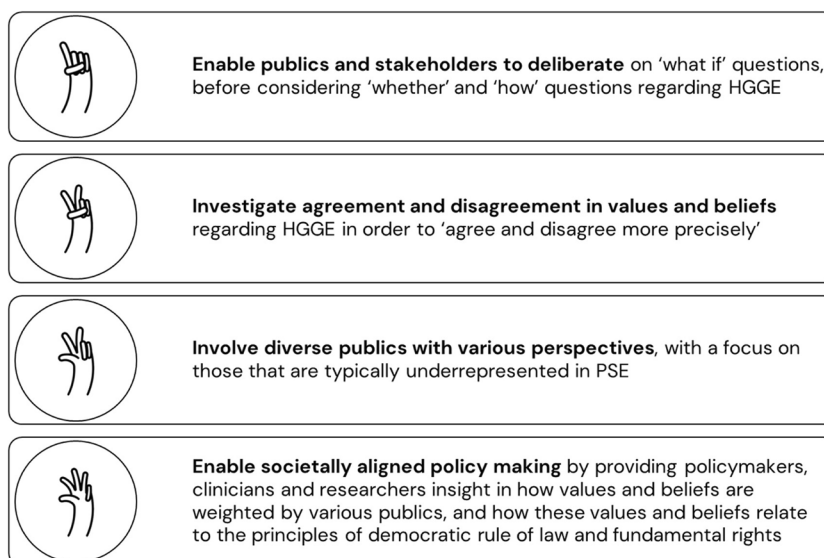 Enable publics and stakeholders to deliberate on ‘what if’ questions,
before considering ‘whether’ and ‘how’ questions regarding HGGE
Investigate agreement and disagreement in values and beliefs
regarding HGGE in order to ‘agree and disagree more precisely’
Involve diverse publics with various perspectives, with a focus on
those that are typically underrepresented in PSE
Enable societally aligned policy making by providing policymakers,
clinicians and researchers insight in how values and beliefs are
weighted by various publics, and how these values and beliefs relate
to the principles of democratic rule of law and fundamental rights